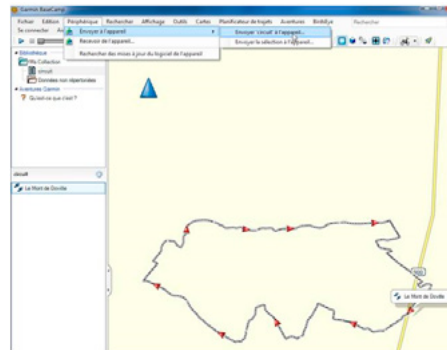 Garmin BaseCamp
Fichier Edition Périphérique Rechercher Affichage Outils Cartes Planificateur de trajets Aventures BirdsEye Rechercher
Se connecter
Envoyer à l'appareil
Envoyer 'circuit' à l'appareil...
Recevoir de l'appareil...
Envoyer la sélection à l'appareil...
Rechercher des mises à jour du logiciel de l'appareil
Bibliothèque
Ma Collection
circuit
Données non répertoriées
Aventures Garmin
Qu'est-ce que c'est ?
circuit
Le Mont de Doville
Le Mont de Doville